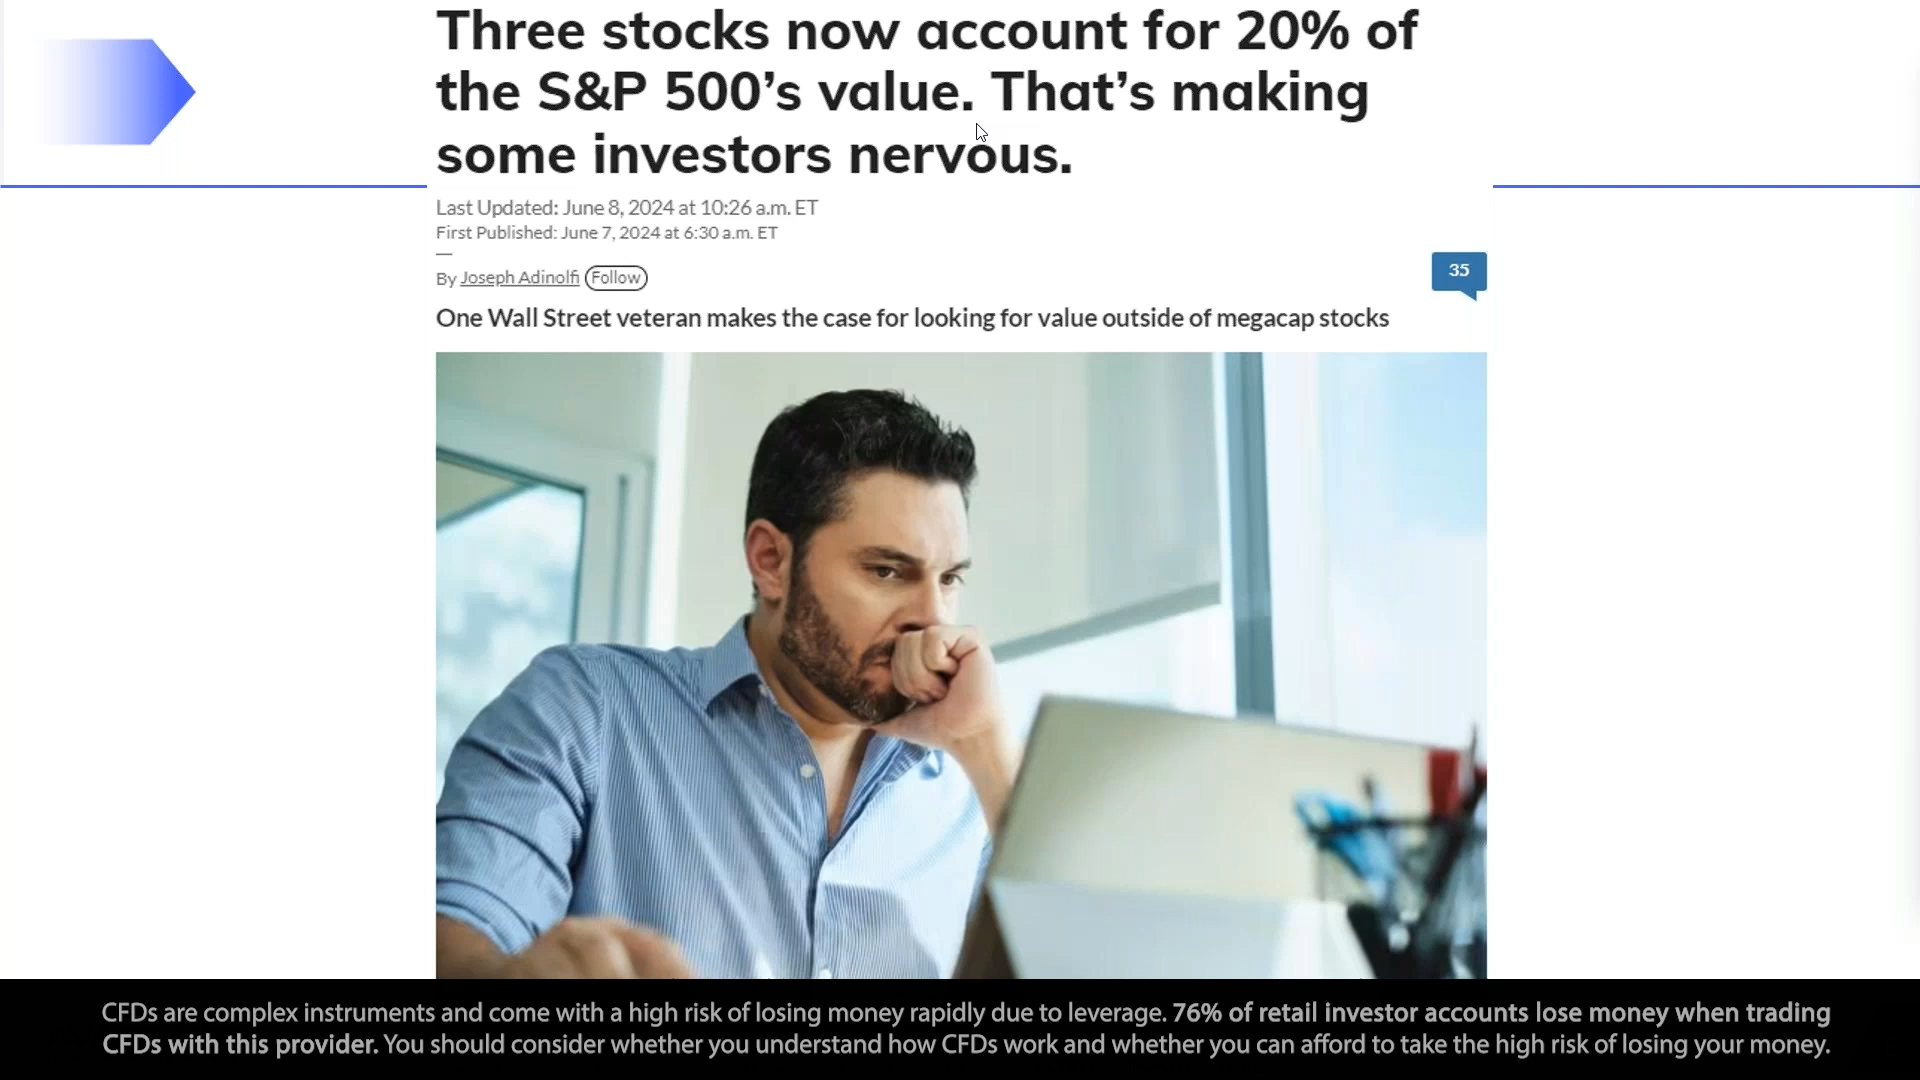 Three stocks now account for 20% of
the S&P 500’s value. That’s making
some investors nervous.
Last Updated: June 8, 2024 at 10:26 a.m. ET
First Published: June 7, 2024 at 6:30 a.m. ET
By Joseph Adinolfi Follow
35
One Wall Street veteran makes the case for looking for value outside of megacap stocks
CFDs are complex instruments and come with a high risk of losing money rapidly due to leverage. 76% of retail investor accounts lose money when trading
CFDs with this provider. You should consider whether you understand how CFDs work and whether you can afford to take the high risk of losing your money.